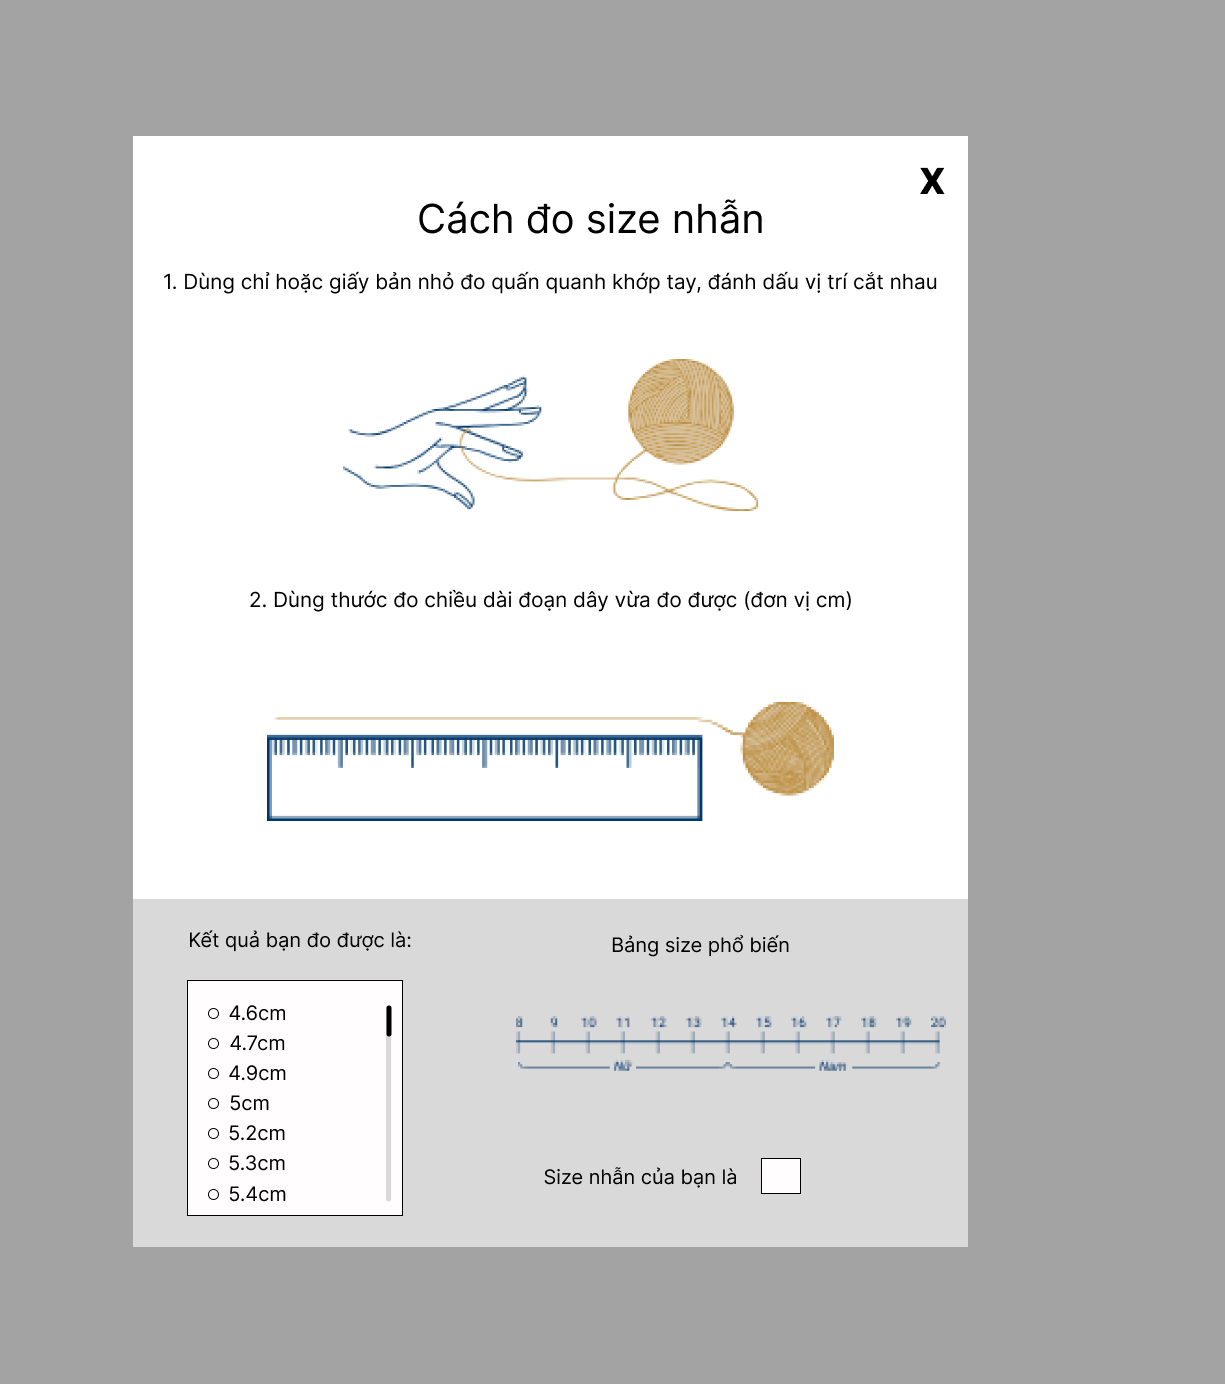 X
Cách đo size nhẫn
1. Dùng chỉ hoặc giấy bản nhỏ đo quấn quanh khớp tay, đánh dấu vị trí cắt nhau
2. Dùng thước đo chiều dài đoạn dây vừa đo được (đơn vị cm)
Kết quả bạn đo được là:
4.6cm
4.7cm
4.9cm
5cm
5.2cm
5.3cm
5.4cm
Bảng size phổ biến
8 9 10 11 12 13 14 15 16 17 18 19 20
Nữ Nam
Size nhẫn của bạn là